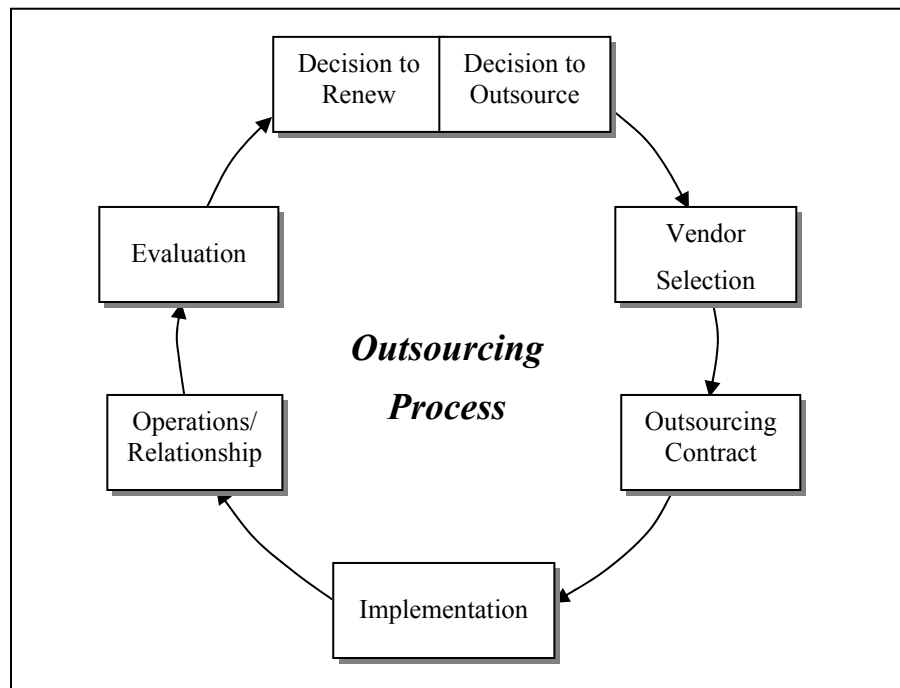 Decision to
Renew
Decision to
Outsource
Vendor
Selection
Evaluation
Outsourcing
Process
Operations/
Relationship
Outsourcing
Contract
Implementation